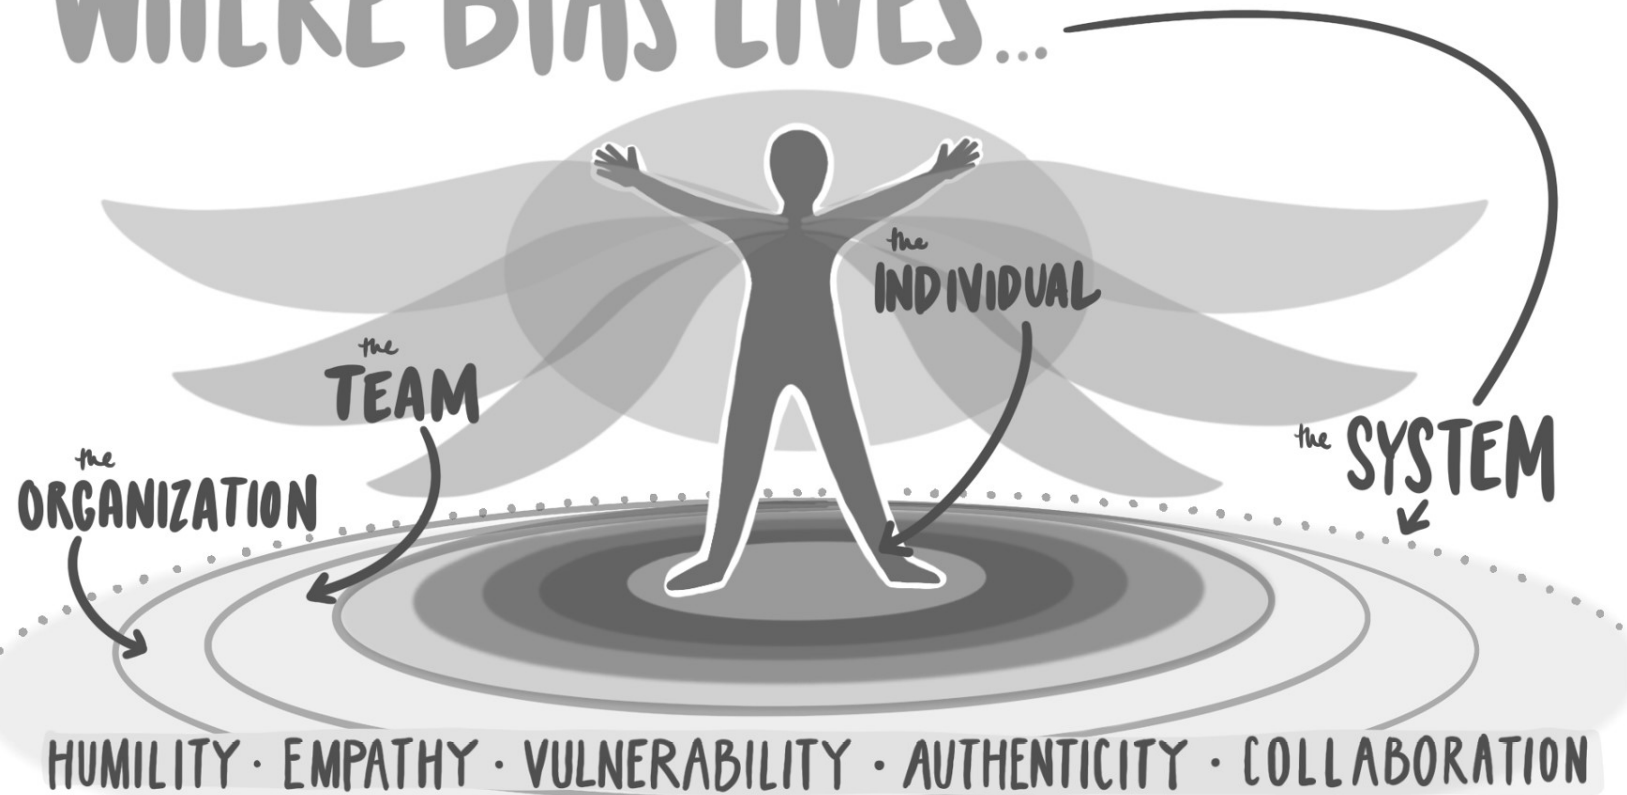 WHERE BIAS LIVES...
the
INDIVIDUAL
the
TEAM
the
SYSTEM
the
ORGANIZATION
HUMILITY · EMPATHY · VULNERABILITY · AUTHENTICITY · COLLABORATION